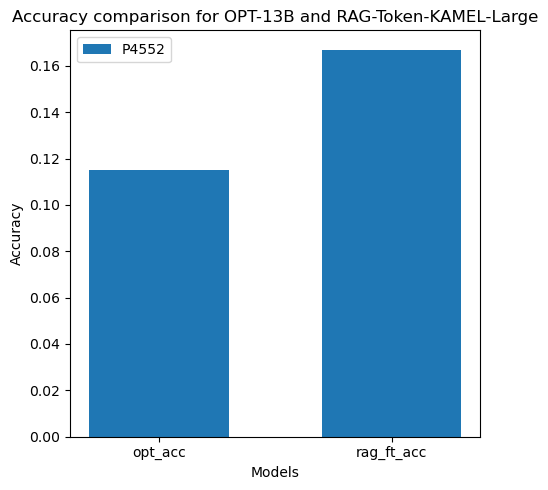 Accuracy comparison for OPT-13B and RAG-Token-KAMEL-Large
P4552
0.16
0.14
0.12
0.10
0.08
0.06
0.04
0.02
0.00
Accuracy
opt_acc
rag_ft_acc
Models